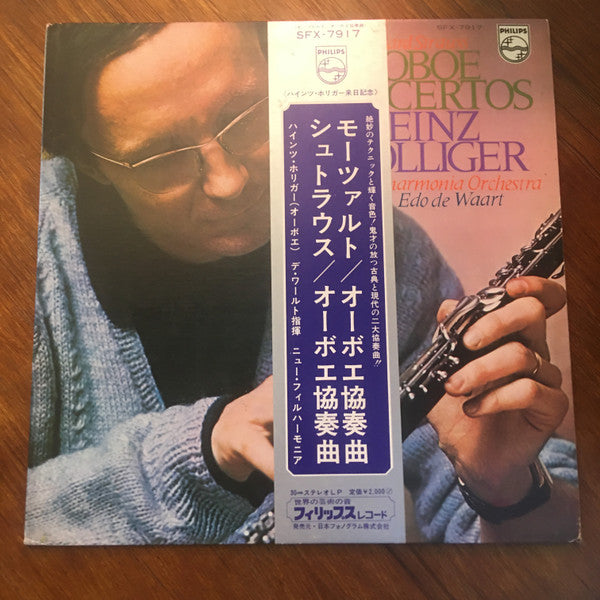 SFX-7917
PHILIPS
〈ハインツ・ホリガー来日記念〉
絶妙のテクニックと輝く音色!鬼才の放つ古典と現代の二大協奏曲!!
モーツァルト/オーボエ協奏曲
シュトラウス/オーボエ協奏曲
ハインツ・ホリガー(オーボエ) デ・ワールト指揮 ニュー・フィルハーモニア
30cmステレオLP 定価¥2,000
世界の芸術の音
フィリップスレコード
発売元・日本フォノグラム株式会社
SFX-7917
PHILIPS
OBOE
CERTOS
EINZ
OLLIGER
harmonia Orchestra
Edo de Waart